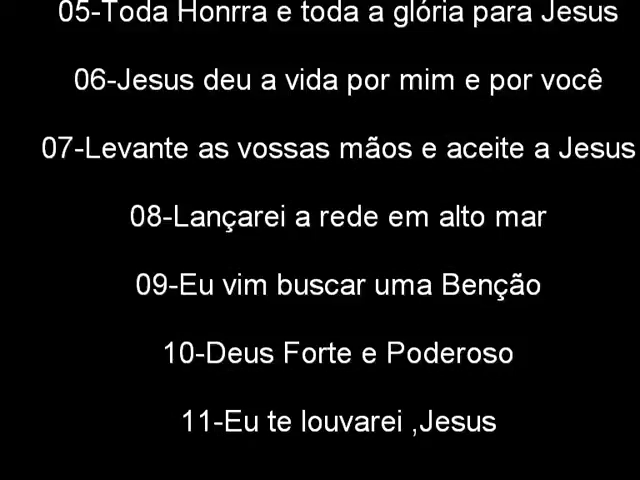 05-Toda Honrra e toda a glória para Jesus
06-Jesus deu a vida por mim e por você
07-Levante as vossas mãos e aceite a Jesus
08-Lançarei a rede em alto mar
09-Eu vim buscar uma Benção
10-Deus Forte e Poderoso
11-Eu te louvarei ,Jesus